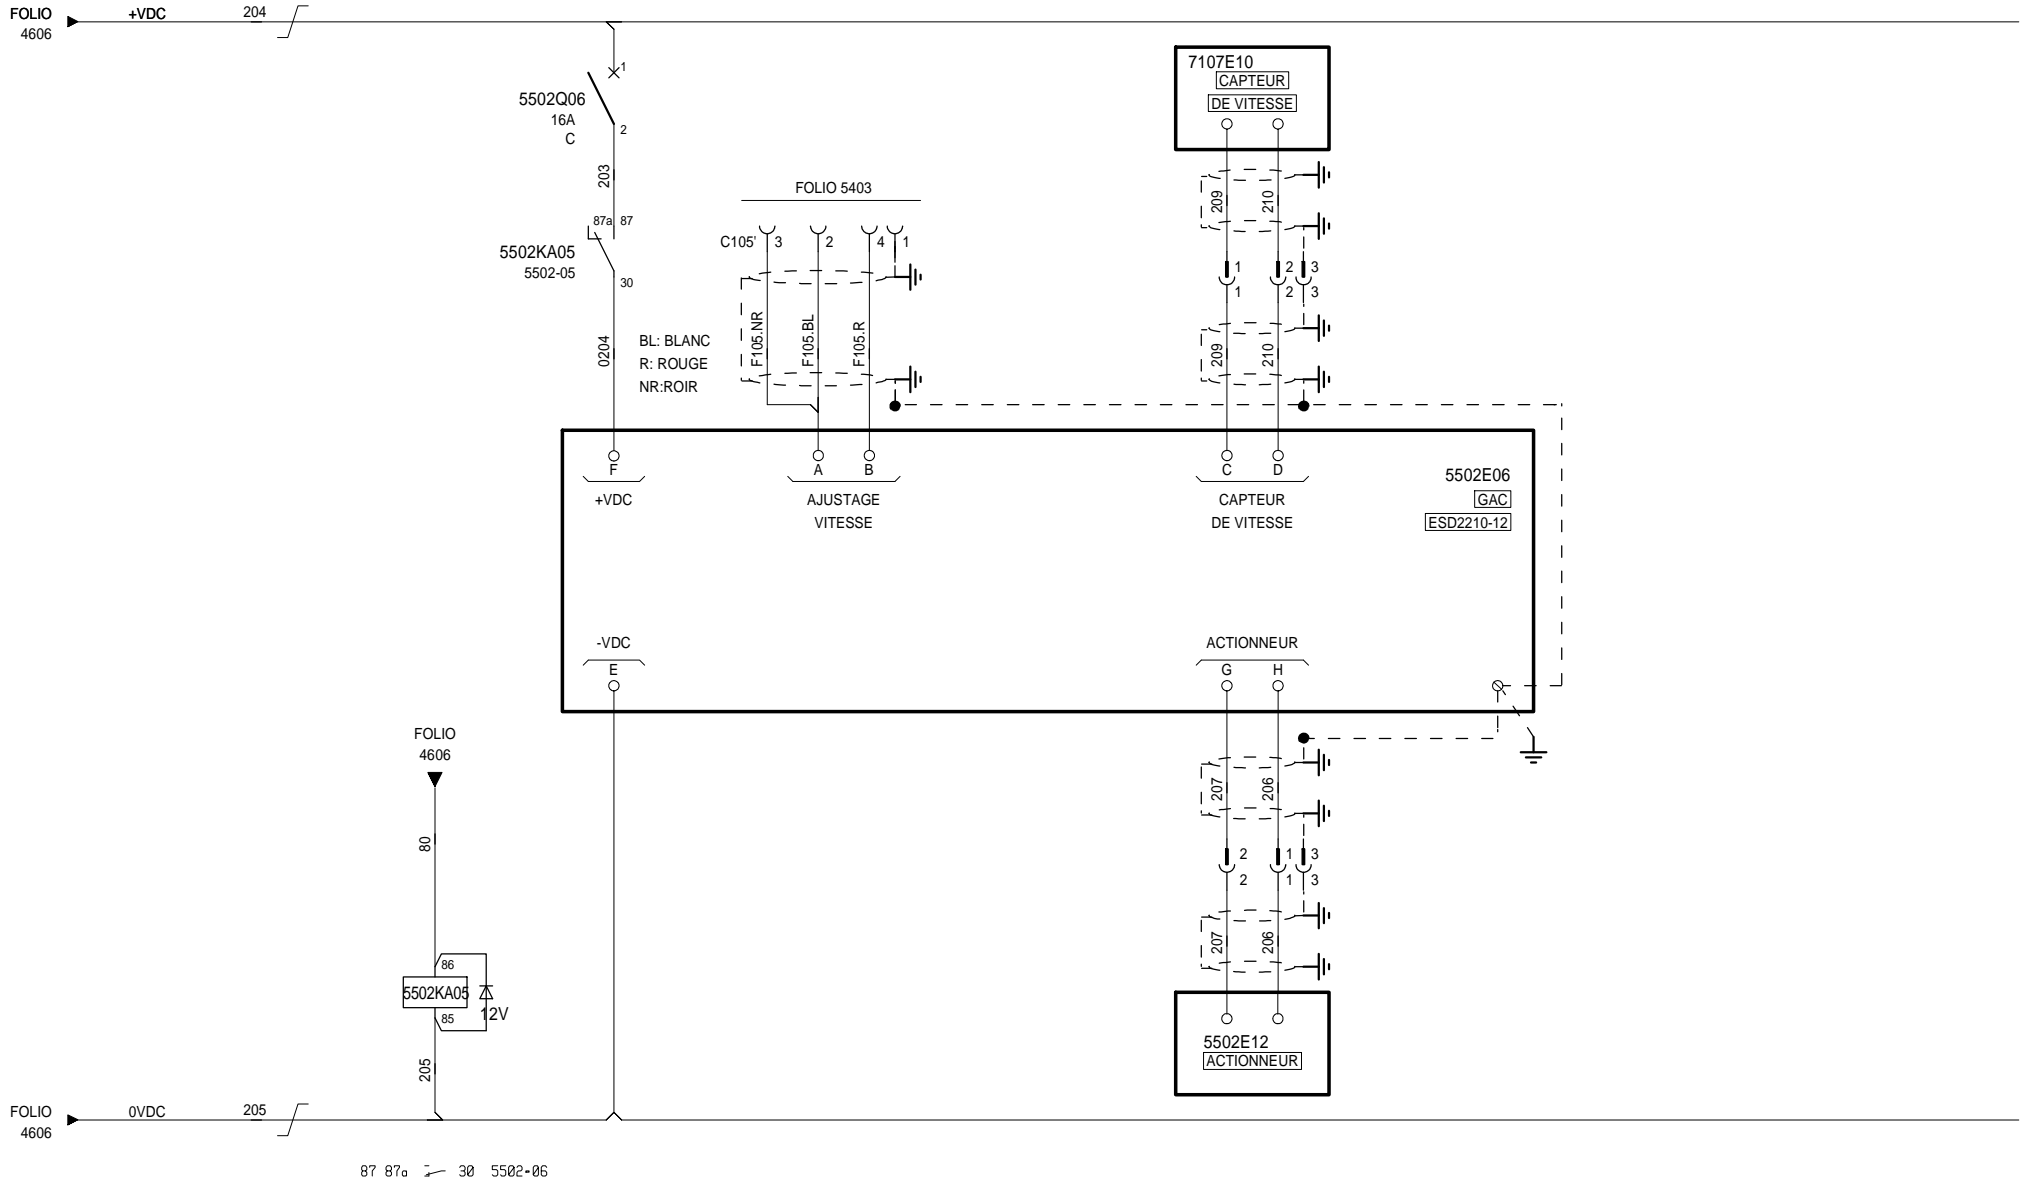 FOLIO
4606
+VDC
204
1
5502Q06
16A
C
2
203
87a 87
5502KA05
5502-05
30
0204
BL: BLANC
R: ROUGE
NR:ROIR
FOLIO 5403
C105' 3 2 4 1
F105.NR
F105.BL
F105.R
7107E10
CAPTEUR
DE VITESSE
209 210
1 2 3
1 2 3
209 210
F
+VDC
A B
AJUSTAGE
VITESSE
C D
CAPTEUR
DE VITESSE
5502E06
GAC
ESD2210-12
-VDC
E
ACTIONNEUR
G H
207 206
2 1 3
2 1 3
207 206
5502E12
ACTIONNEUR
FOLIO
4606
80
86
5502KA05
85
12V
205
FOLIO
4606
0VDC
205
87 87a 30 5502-06